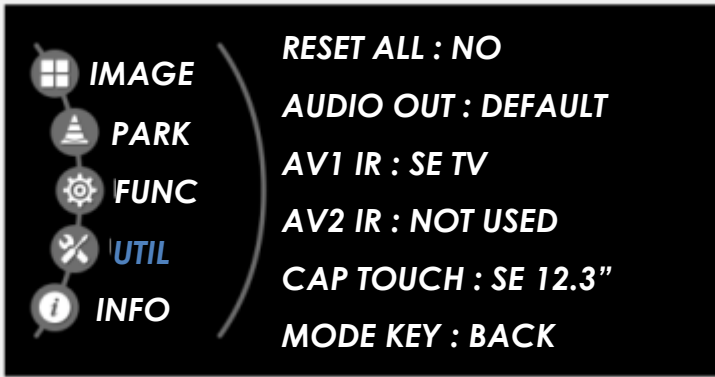 IMAGE
PARK
FUNC
UTIL
INFO
RESET ALL : NO
AUDIO OUT : DEFAULT
AV1 IR : SE TV
AV2 IR : NOT USED
CAP TOUCH : SE 12.3”
MODE KEY : BACK